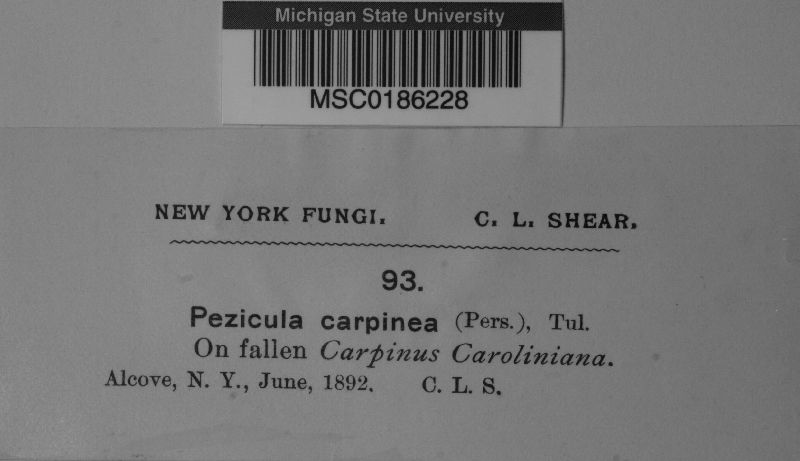 Michigan State University
MSC0186228
NEW YORK FUNGI. C. L. SHEAR.
93.
Pezicula carpinea (Pers.), Tul.
On fallen Carpinus Caroliniana.
Alcove, N. Y., June, 1892. C. L. S.